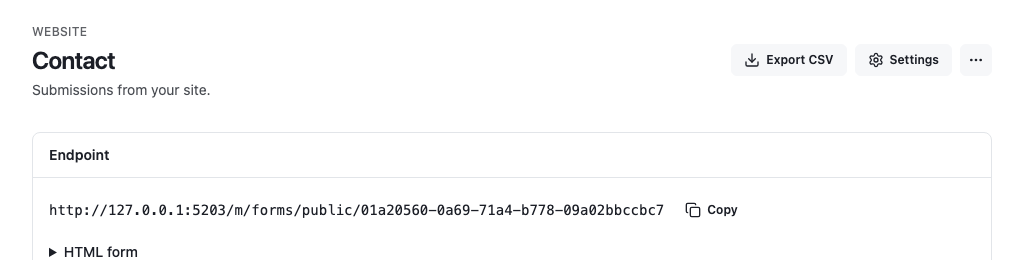 WEBSITE
Contact
Export CSV
Settings
Submissions from your site.
Endpoint
http://127.0.0.1:5203/m/forms/public/01a20560-0a69-71a4-b778-09a02bbccbc7
Copy
HTML form